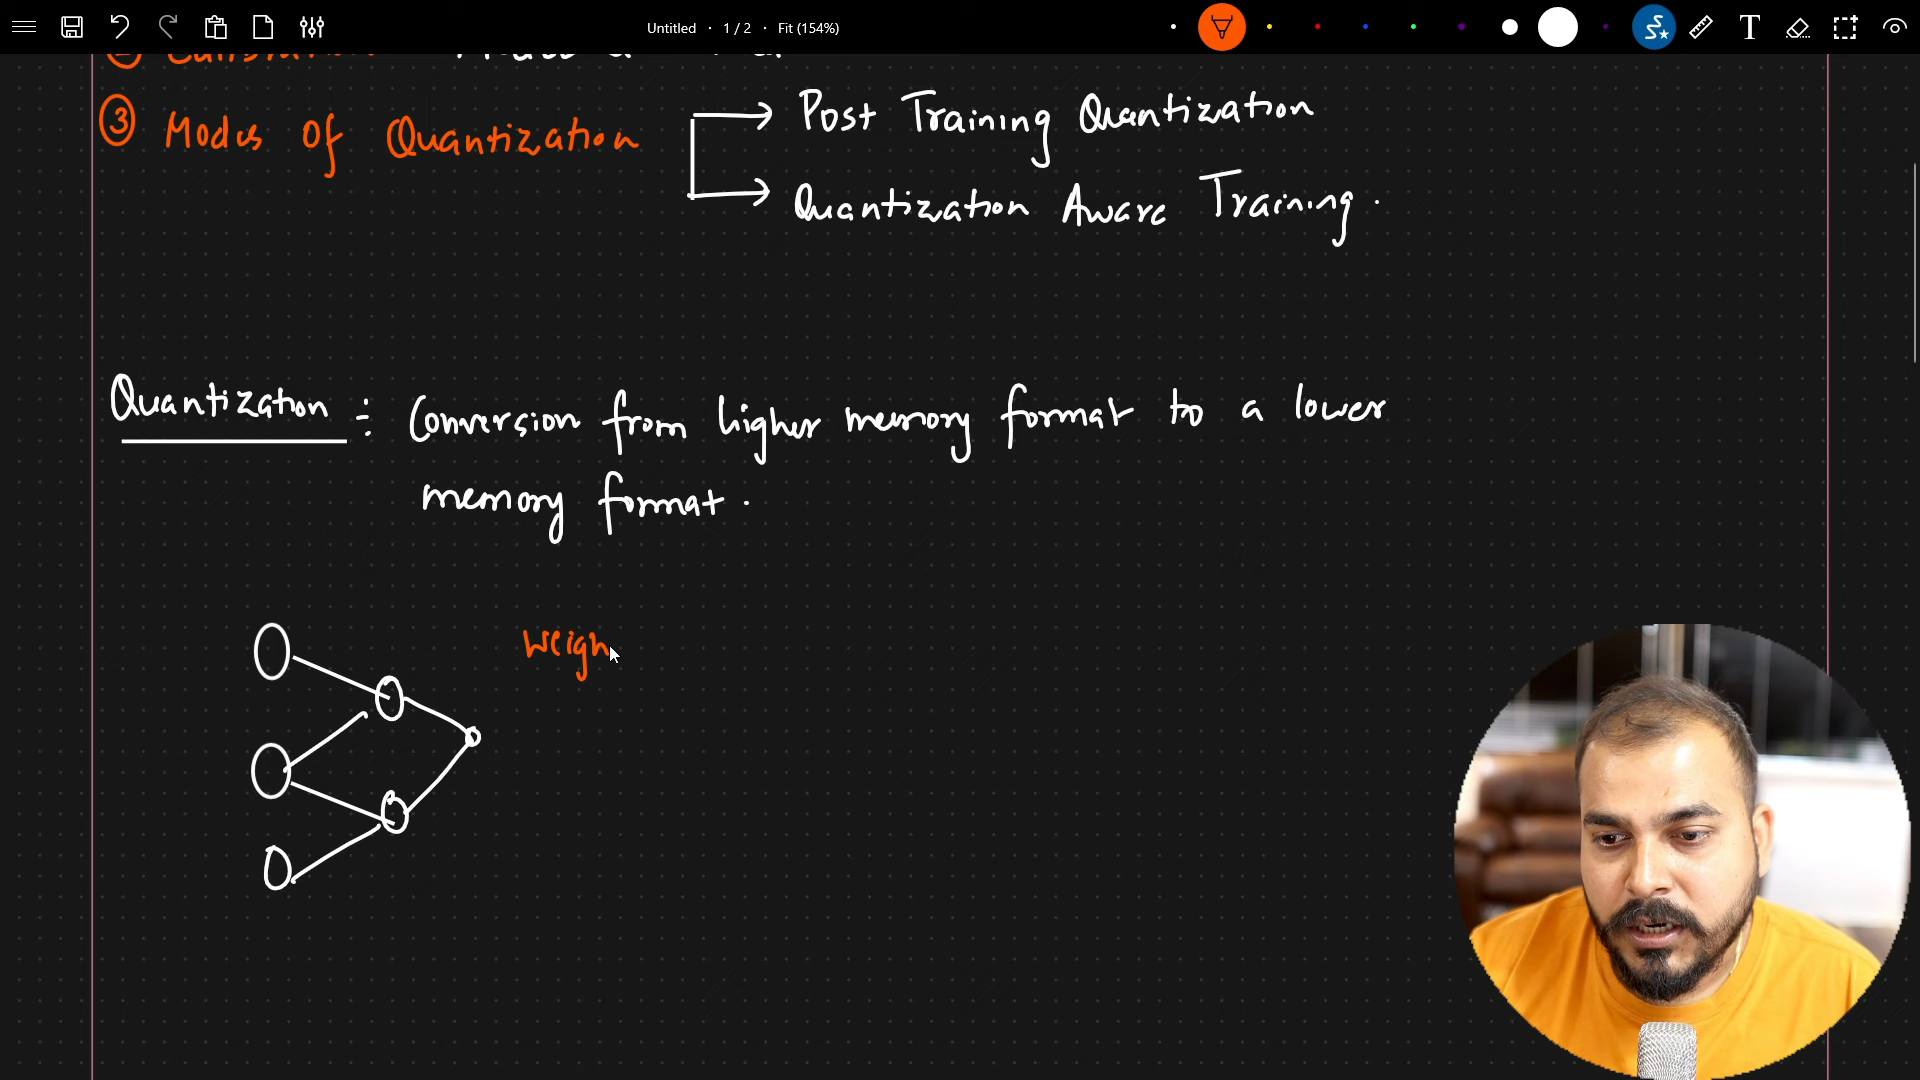 Untitled · 1 / 2 · Fit (154%)
③ Modes Of Quantization
Post Training Quantization
Quantization Aware Training.
Quantization : Conversion from higher memory format to a lower
memory format.
Weigh